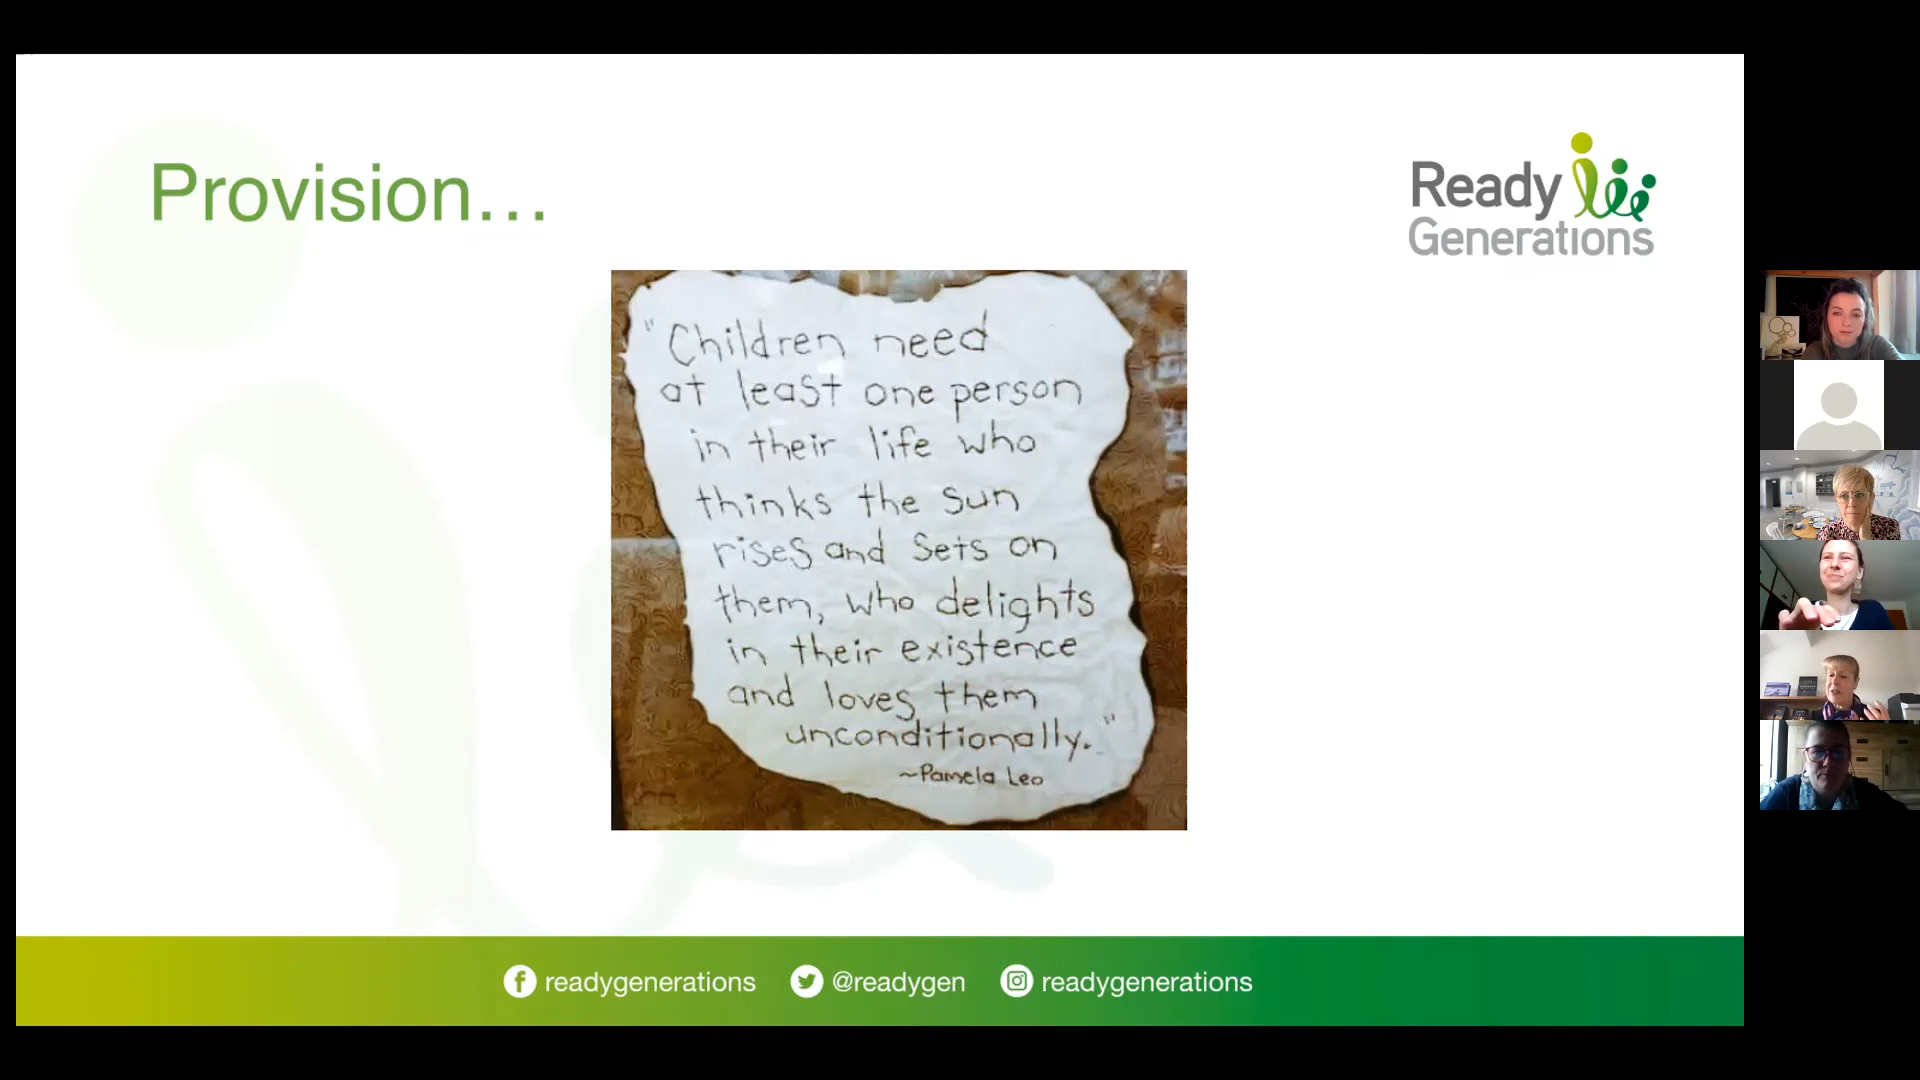 Provision...
Ready
Generations
"Children need
at least one person
in their life who
thinks the sun
rises and sets on
them, who delights
in their existence
and loves them
unconditionally."
~Pamela Leo
readygenerations @readygen readygenerations